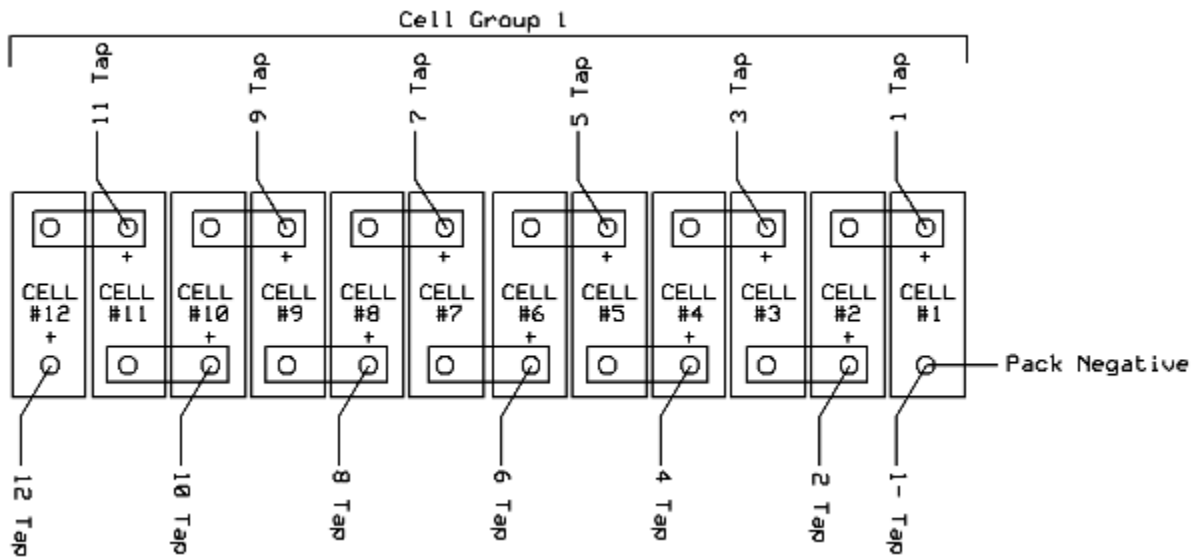 Cell Group 1
11 Tap
9 Tap
7 Tap
5 Tap
3 Tap
1 Tap
+
+
+
+
+
+
CELL
#12
CELL
#11
CELL
#10
CELL
#9
CELL
#8
CELL
#7
CELL
#6
CELL
#5
CELL
#4
CELL
#3
CELL
#2
CELL
#1
+
+
+
+
+
+
Pack Negative
12 Tap
10 Tap
8 Tap
6 Tap
4 Tap
2 Tap
1- Tap